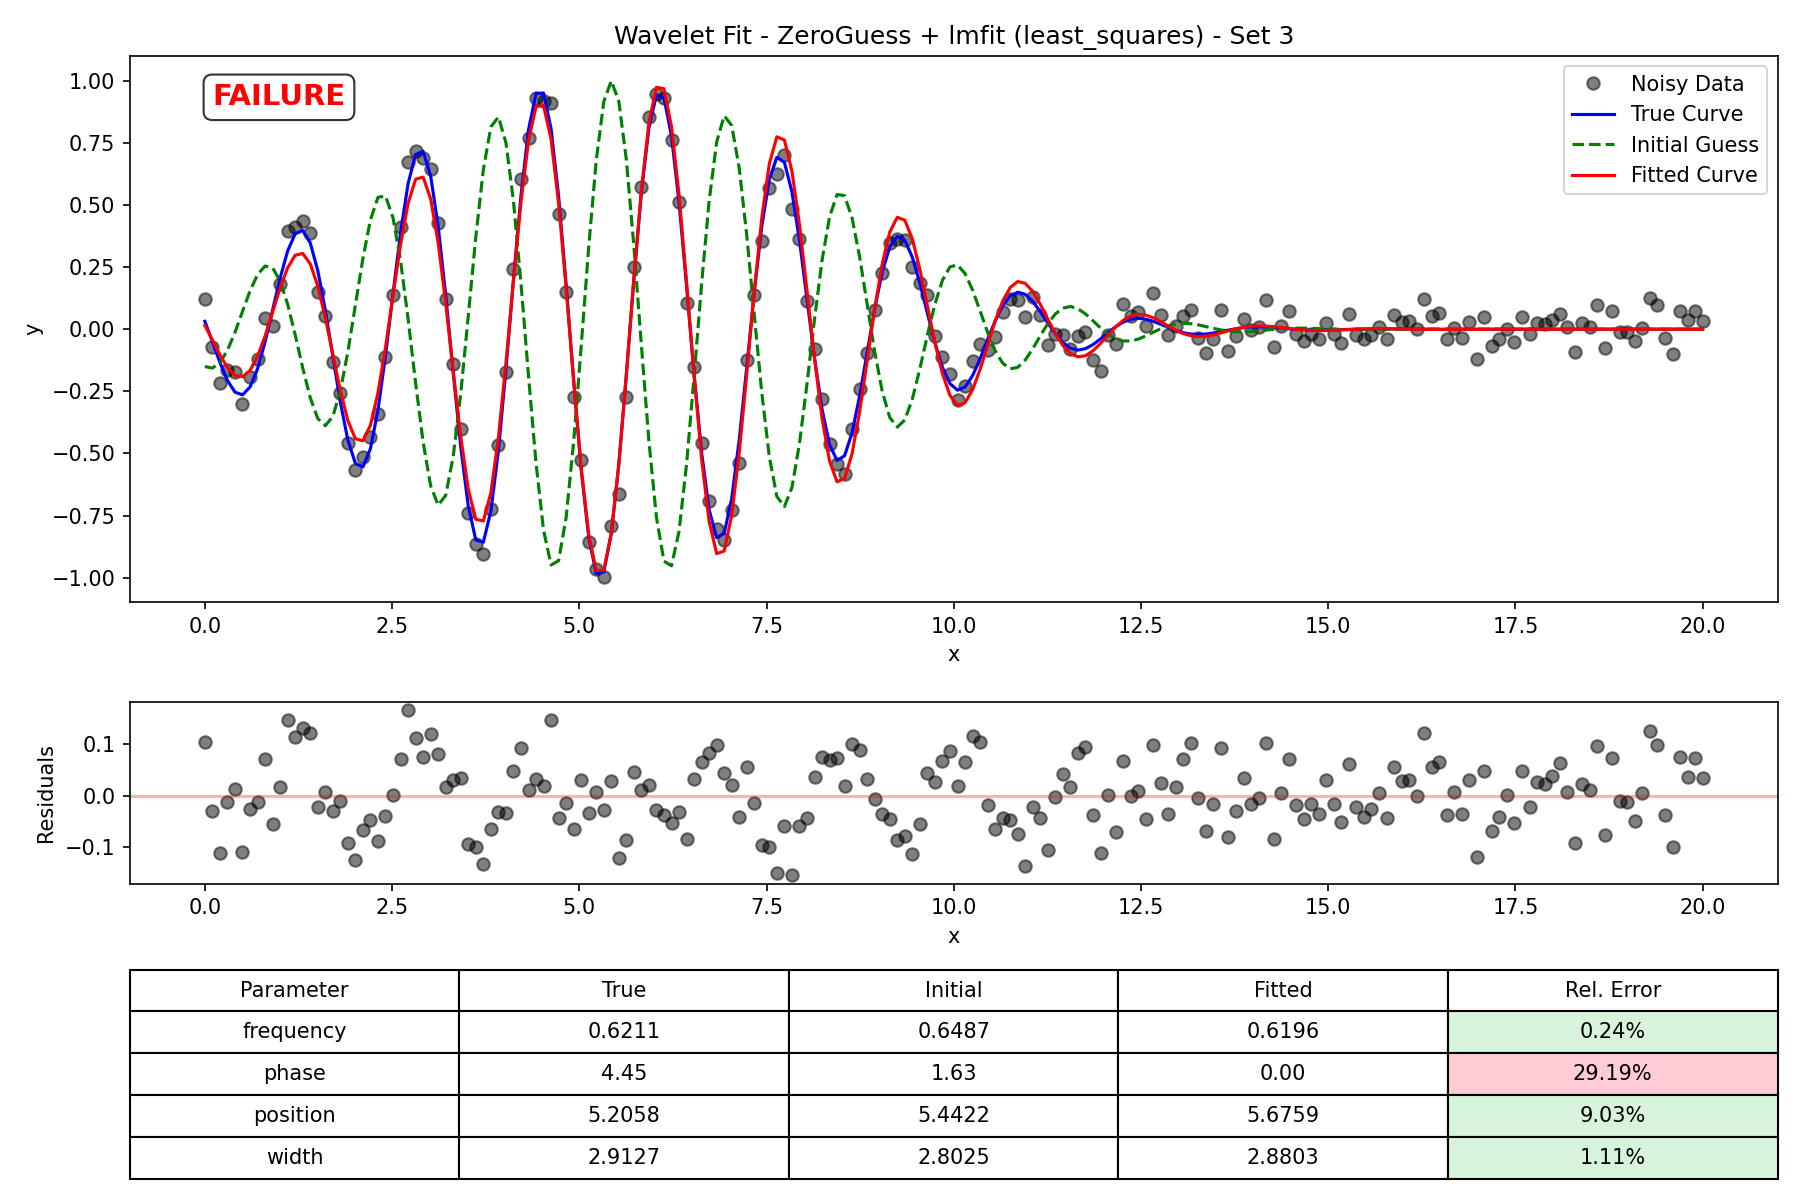 Wavelet Fit - ZeroGuess + lmfit (least_squares) - Set 3
FAILURE
Noisy Data
True Curve
Initial Guess
Fitted Curve
1.00
0.75
0.50
0.25
0.00
−0.25
−0.50
−0.75
−1.00
y
0.0 2.5 5.0 7.5 10.0 12.5 15.0 17.5 20.0
x
0.1
0.0
−0.1
Residuals
0.0 2.5 5.0 7.5 10.0 12.5 15.0 17.5 20.0
x
Parameter True Initial Fitted Rel. Error
frequency 0.6211 0.6487 0.6196 0.24%
phase 4.45 1.63 0.00 29.19%
position 5.2058 5.4422 5.6759 9.03%
width 2.9127 2.8025 2.8803 1.11%